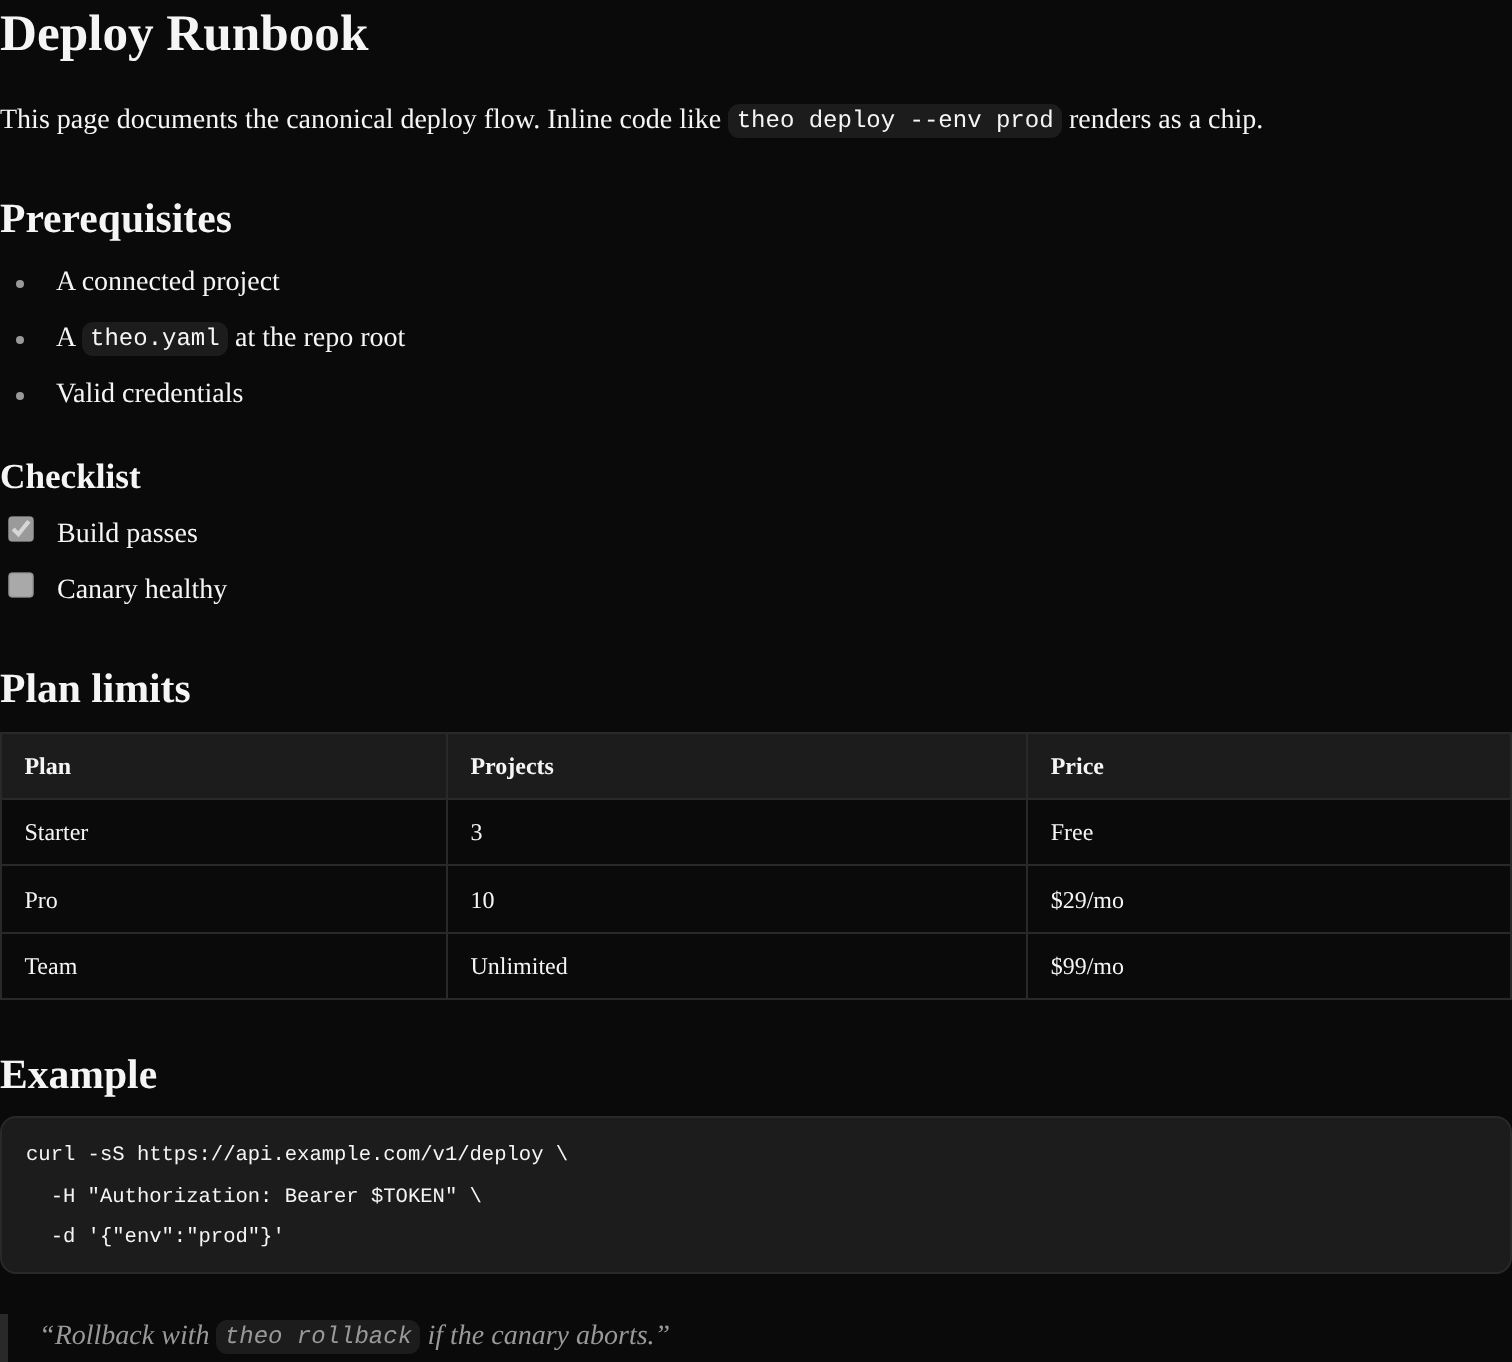 Deploy Runbook
This page documents the canonical deploy flow. Inline code like theo deploy --env prod renders as a chip.
Prerequisites
A connected project
A theo.yaml at the repo root
Valid credentials
Checklist
Build passes
Canary healthy
Plan limits
Plan Projects Price
Starter 3 Free
Pro 10 $29/mo
Team Unlimited $99/mo
Example
curl -sS https://api.example.com/v1/deploy \
  -H "Authorization: Bearer $TOKEN" \
  -d '{"env":"prod"}'
“Rollback with theo rollback if the canary aborts.”